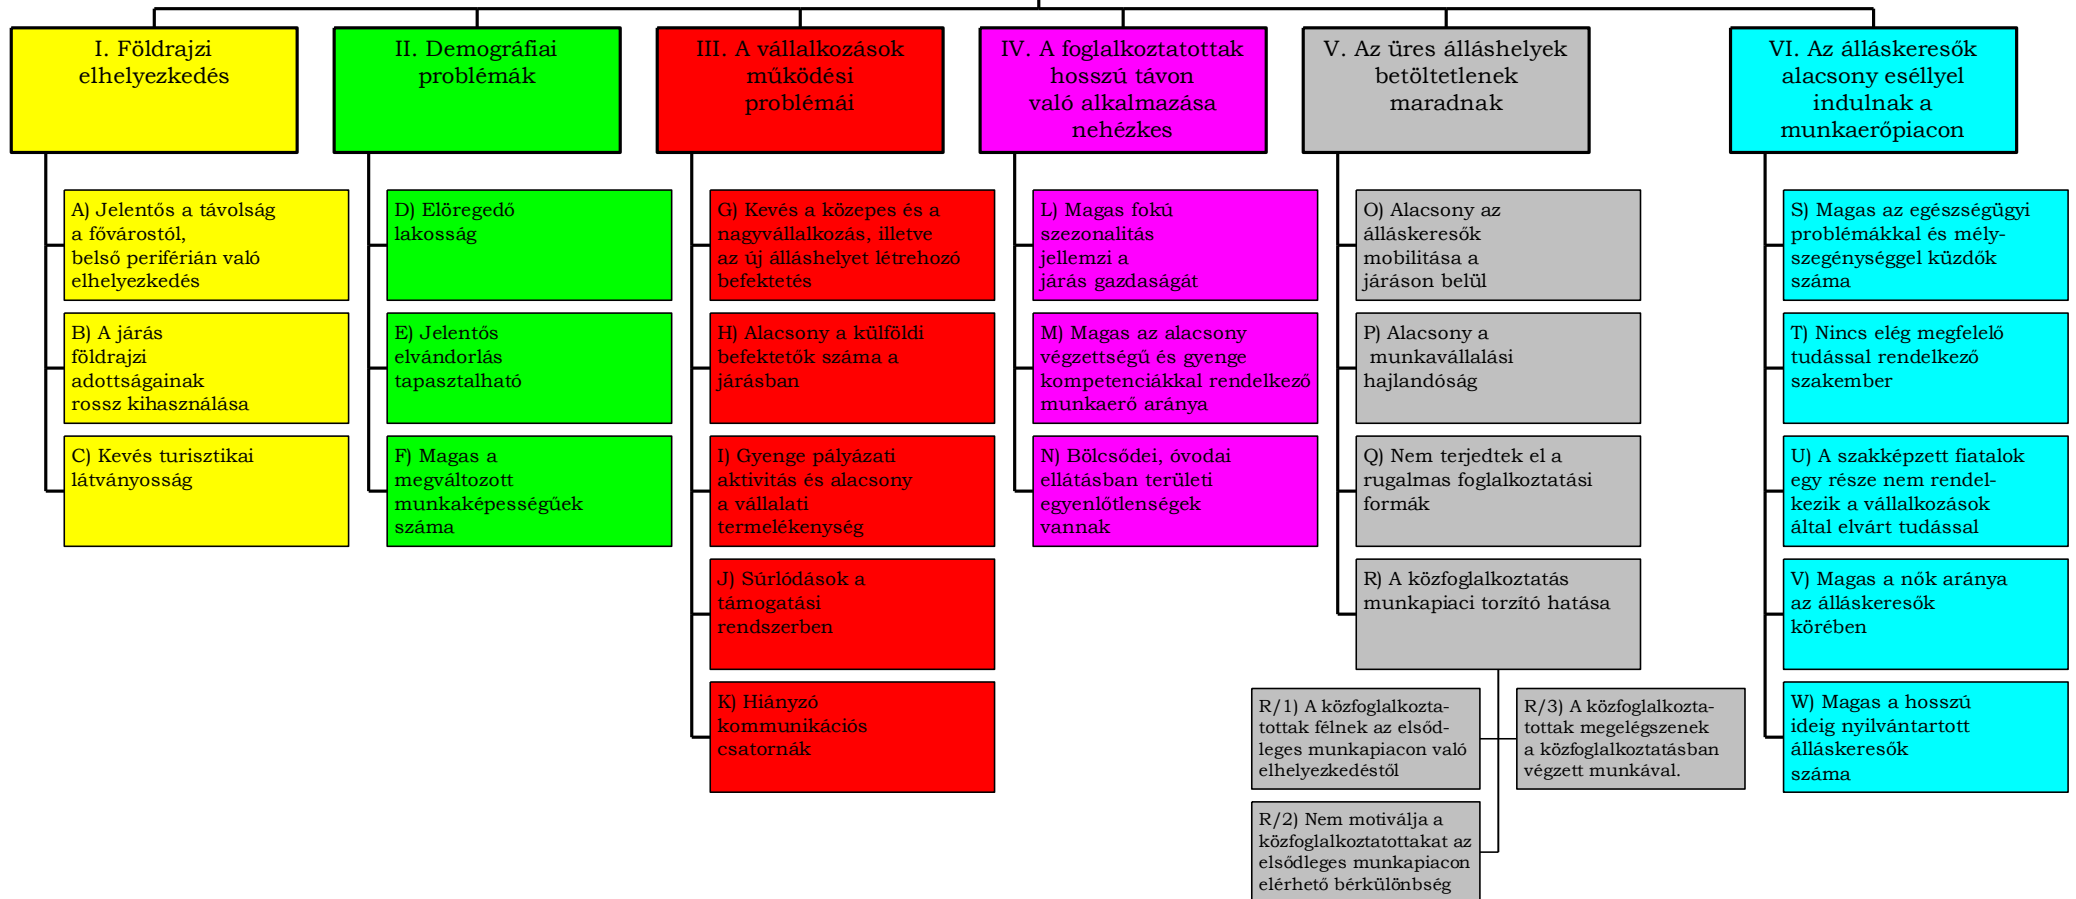 I. Földrajzi
elhelyezkedés
II. Demográfiai
problémák
III. A vállalkozások
működési
problémái
IV. A foglalkoztatottak
hosszú távon
való alkalmazása
nehézkes
V. Az üres álláshelyek
betöltetlenek
maradnak
VI. Az álláskeresők
alacsony eséllyel
indulnak a
munkaerőpiacon
A) Jelentős a távolság
a fővárostól,
belső periférián való
elhelyezkedés
B) A járás
földrajzi
adottságainak
rossz kihasználása
C) Kevés turisztikai
látványosság
D) Elöregedő
lakosság
E) Jelentős
elvándorlás
tapasztalható
F) Magas a
megváltozott
munkaképességűek
száma
G) Kevés a közepes és a
nagyvállalkozás, illetve
az új álláshelyet létrehozó
befektetés
H) Alacsony a külföldi
befektetők száma a
járásban
I) Gyenge pályázati
aktivitás és alacsony
a vállalati
termelékenység
J) Súrlódások a
támogatási
rendszerben
K) Hiányzó
kommunikációs
csatornák
L) Magas fokú
szezonalitás
jellemzi a
járás gazdaságát
M) Magas az alacsony
végzettségű és gyenge
kompetenciákkal rendelkező
munkaerő aránya
N) Bölcsődei, óvodai
ellátásban területi
egyenlőtlenségek
vannak
O) Alacsony az
álláskeresők
mobilitása a
járáson belül
P) Alacsony a
munkavállalási
hajlandóság
Q) Nem terjedtek el a
rugalmas foglalkoztatási
formák
R) A közfoglalkoztatás
munkapiaci torzító hatása
R/1) A közfoglalkozta-
tottak félnek az elsőd-
leges munkapiacon való
elhelyezkedéstől
R/3) A közfoglalkozta-
tottak megelégszenek
a közfoglalkoztatásban
végzett munkával.
R/2) Nem motiválja a
közfoglalkoztatottakat az
elsődleges munkapiacon
elérhető bérkülönbség
S) Magas az egészségügyi
problémákkal és mély-
szegénységgel küzdők
száma
T) Nincs elég megfelelő
tudással rendelkező
szakember
U) A szakképzett fiatalok
egy része nem rendel-
kezik a vállalkozások
által elvárt tudással
V) Magas a nők aránya
az álláskeresők
körében
W) Magas a hosszú
ideig nyilvántartott
álláskeresők
száma